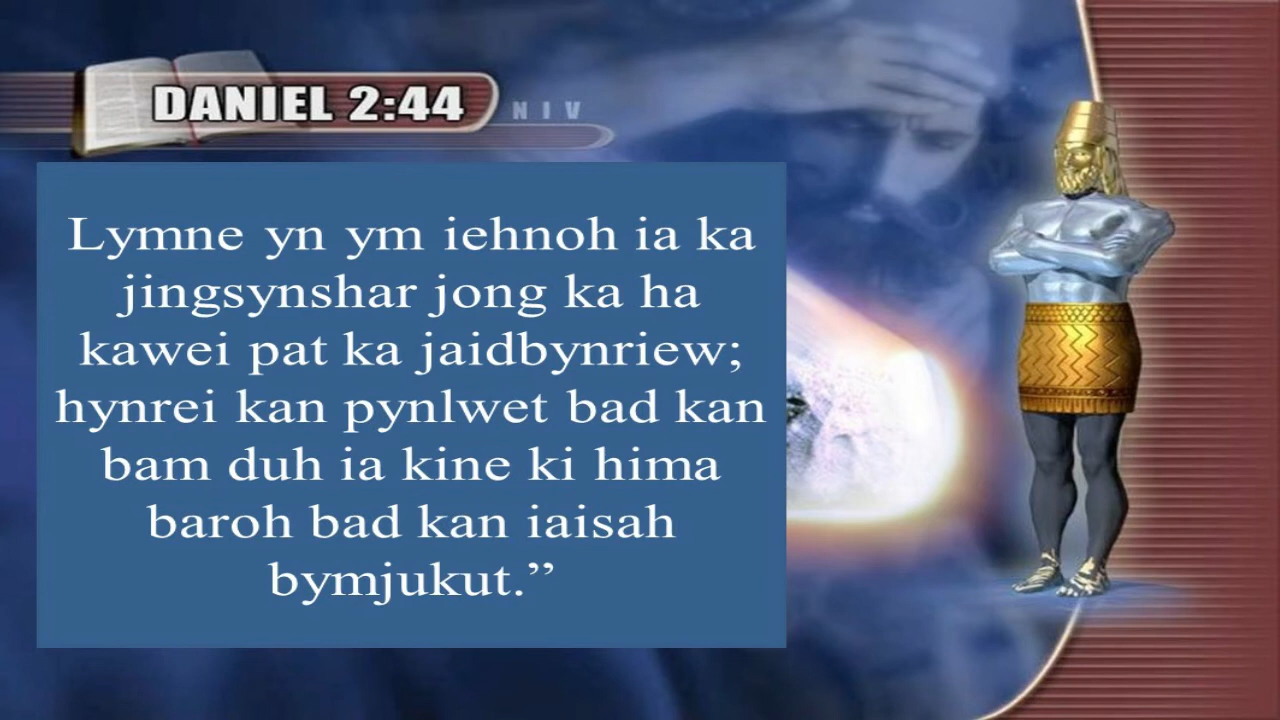 DANIEL 2:44 NIV
Lymne yn ym iehnoh ia ka
jingsynshar jong ka ha
kawei pat ka jaidbynriew;
hynrei kan pynlwet bad kan
bam duh ia kine ki hima
baroh bad kan iaisah
bymjukut.”